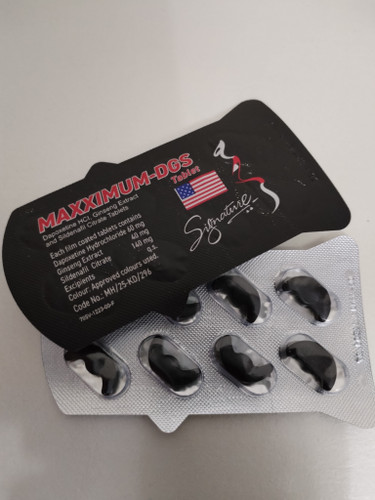 MAXXIMUM-DGS
Tablet
Dapoxetine HCl, Ginseng Extract
and Sildenafil Citrate Tablets
Each film coated tablets contains
Dapoxetine Hydrochloride 60 mg
Ginseng Extract 60 mg
Sildenafil Citrate 140 mg
Excipients q.s.
Colour: Approved colours used.
Code No.: MH/25-KD/296
Signature